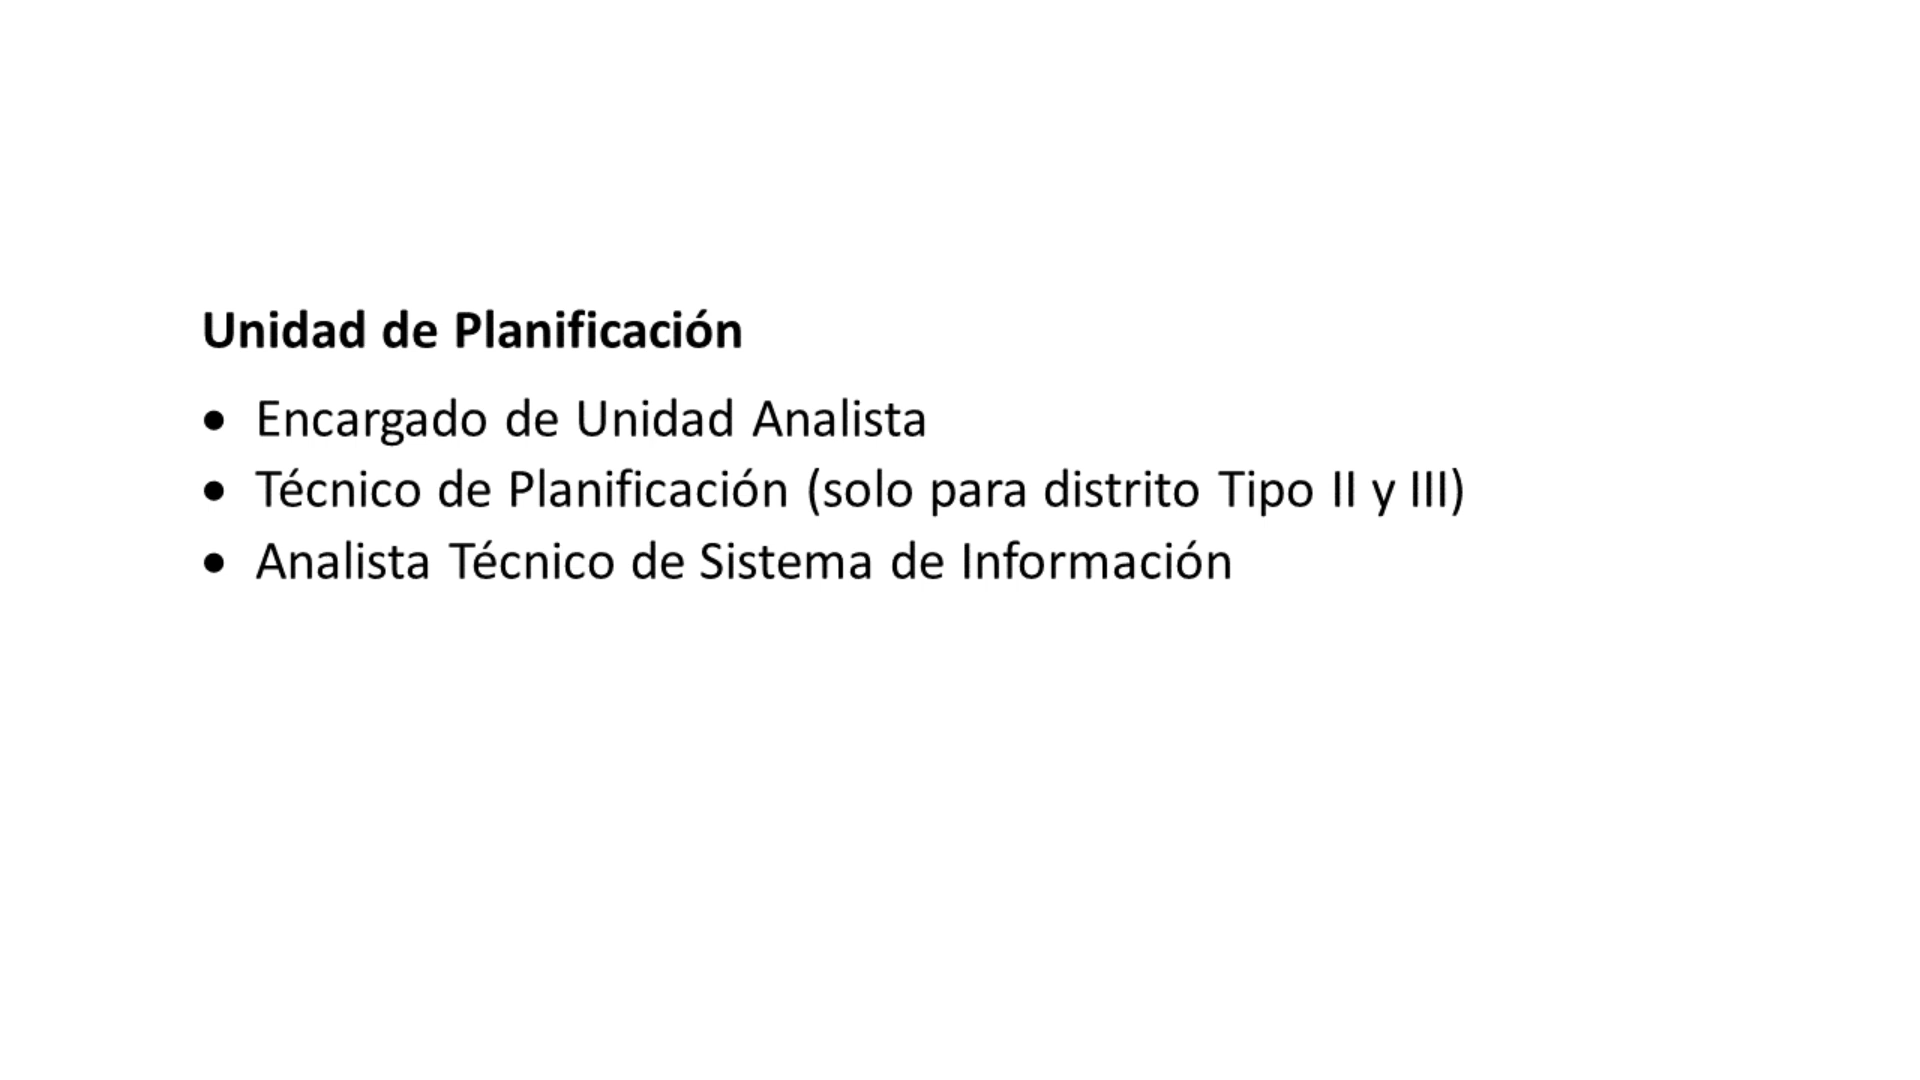 Unidad de Planificación
• Encargado de Unidad Analista
• Técnico de Planificación (solo para distrito Tipo II y III)
• Analista Técnico de Sistema de Información